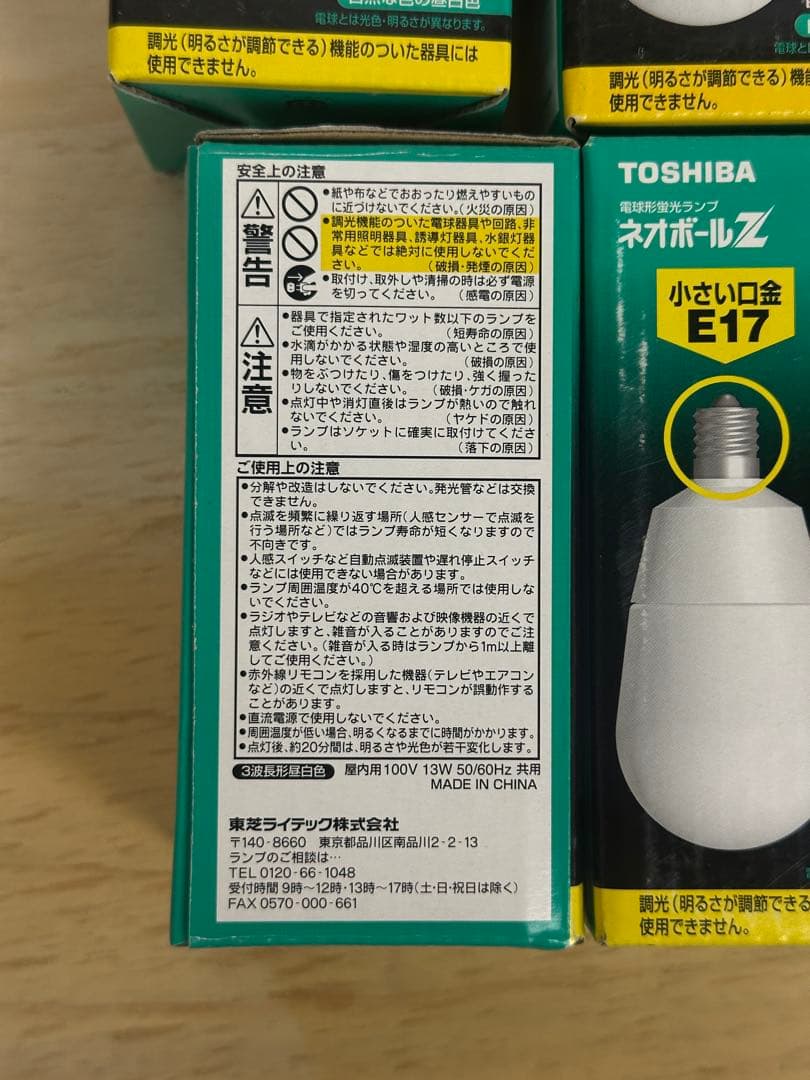 自然な色の昼白色
電球とは光色・明るさが異なります。
調光(明るさが調節できる)機能のついた器具には
使用できません。
電球と
調光(明るさが調節できる)機
使用できません。
安全上の注意
警告
●紙や布などでおおったり燃えやすいもの
に近づけないでください。(火災の原因)
●調光機能のついた電球器具や回路、非
常用照明器具、誘導灯器具、水銀灯器
具などでは絶対に使用しないでくだ
さい。 (破損・発煙の原因)
●取付け、取外しや清掃の時は必ず電源
を切ってください。 (感電の原因)
注意
●器具で指定されたワット数以下のランプを
ご使用ください。 (短寿命の原因)
●水滴がかかる状態や湿度の高いところで使
用しないでください。 (破損の原因)
●物をぶつけたり、傷をつけたり、強く握った
りしないでください。 (破損・ケガの原因)
●点灯中や消灯直後はランプが熱いので触れ
ないでください。 (ヤケドの原因)
●ランプはソケットに確実に取付けてくださ
い。 (落下の原因)
ご使用上の注意
●分解や改造はしないでください。発光管などは交換
できません。
●点滅を頻繁に繰り返す場所(人感センサーで点滅を
行う場所など)ではランプ寿命が短くなりますので
不向きです。
●人感スイッチなど自動点滅装置や遅れ停止スイッチ
などには使用できない場合があります。
●ランプ周囲温度が40℃を超える場所では使用しな
いでください。
●ラジオやテレビなどの音響および映像機器の近くで
点灯しますと、雑音が入ることがありますのでご注
意ください。(雑音が入る時はランプから1m以上離
してご使用ください。)
●赤外線リモコンを採用した機器(テレビやエアコン
など)の近くで点灯しますと、リモコンが誤動作する
ことがあります。
●直流電源で使用しないでください。
●周囲温度が低い場合、明るくなるまでに時間がかかります。
●点灯後、約20分間は、明るさや光色が若干変化します。
3波長形昼白色 屋内用100V 13W 50/60Hz 共用
MADE IN CHINA
東芝ライテック株式会社
〒140-8660 東京都品川区南品川2-2-13
ランプのご相談は…
TEL 0120-66-1048
受付時間 9時〜12時・13時〜17時(土・日・祝日は除く)
FAX 0570-000-661
TOSHIBA
電球形蛍光ランプ
ネオボールZ
小さい口金
E17
調光(明るさが調節できる
使用できません。